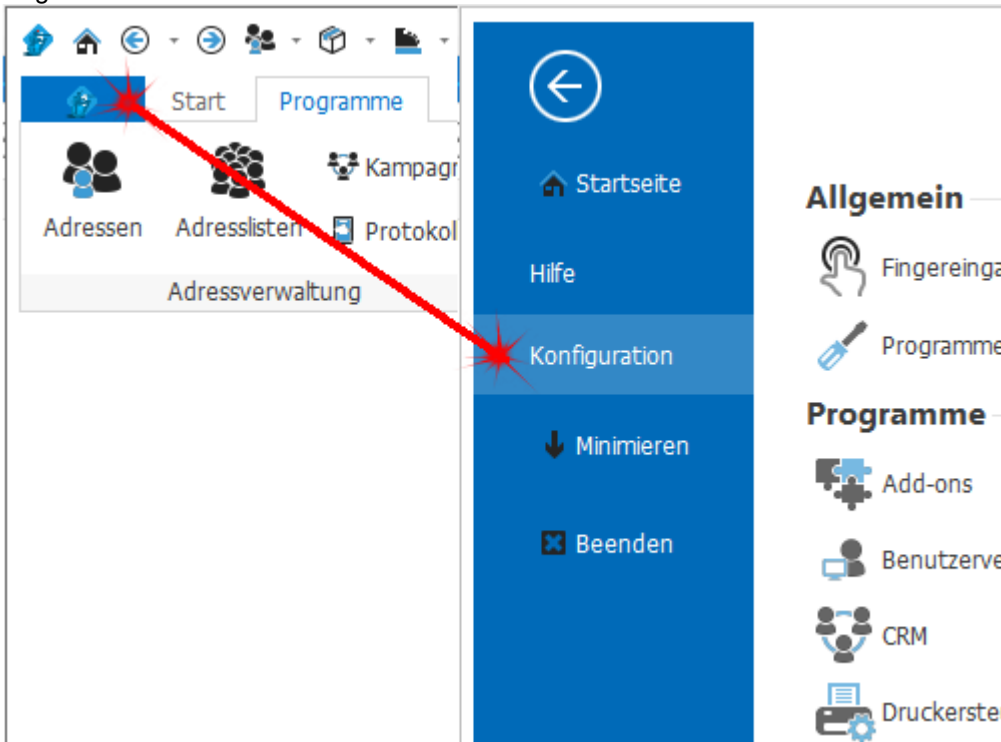 Start Programme
Kampagn
Adressen Adresslisten Protokol
Adressverwaltung
Startseite
Hilfe
Konfiguration
Minimieren
Beenden
Allgemein
Fingereinga
Programme
Programme
Add-ons
Benutzerve
CRM
Druckerste